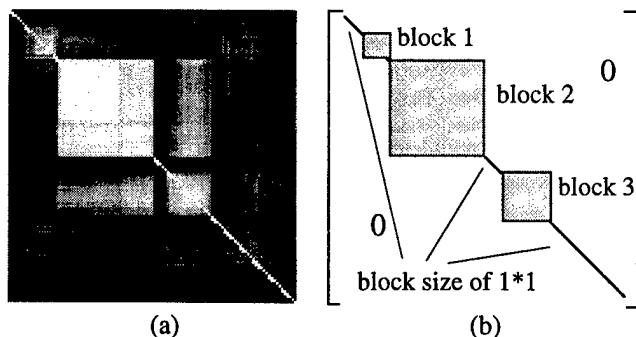 block 1
0
block 2
block 3
0
block size of 1*1
(a)
(b)